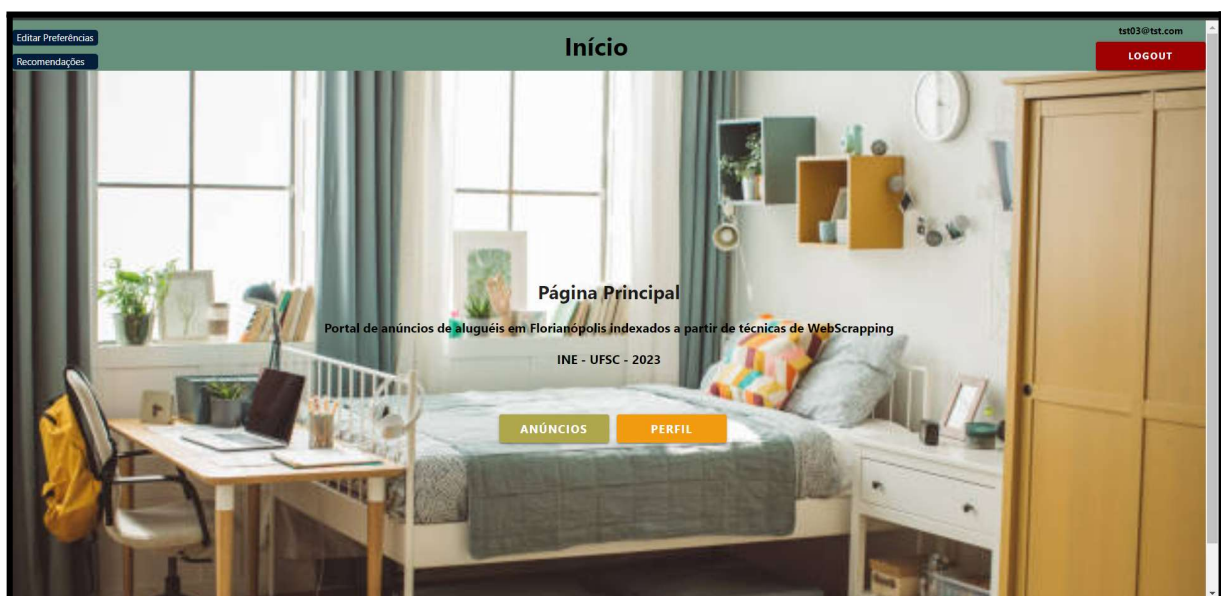 Editar Preferências
Recomendações
Início
tst03@tst.com
LOGOUT
Página Principal
Portal de anúncios de aluguéis em Florianópolis indexados a partir de técnicas de WebScrapping
INE - UFSC - 2023
ANÚNCIOS
PERFIL